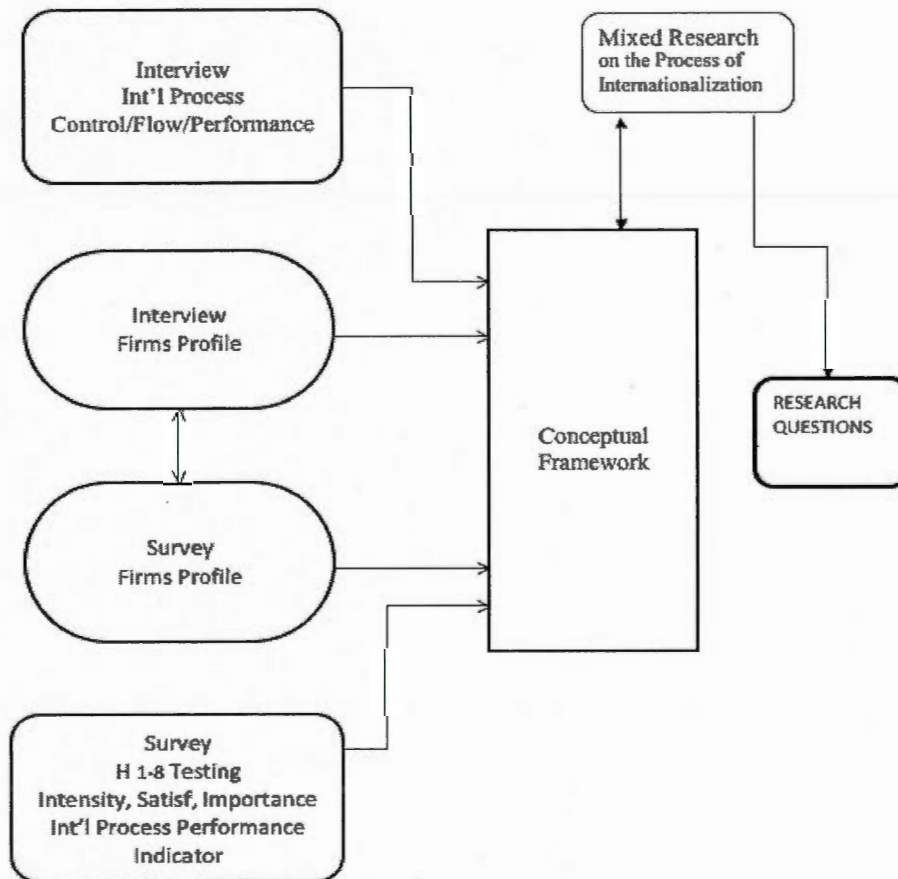 Interview
Int'l Process
Control/Flow/Performance
Mixed Research
on the Process of
Internationalization
Interview
Firms Profile
Conceptual
Framework
RESEARCH
QUESTIONS
Survey
Firms Profile
Survey
H 1-8 Testing
Intensity, Satisf, Importance
Int'l Process Performance
Indicator